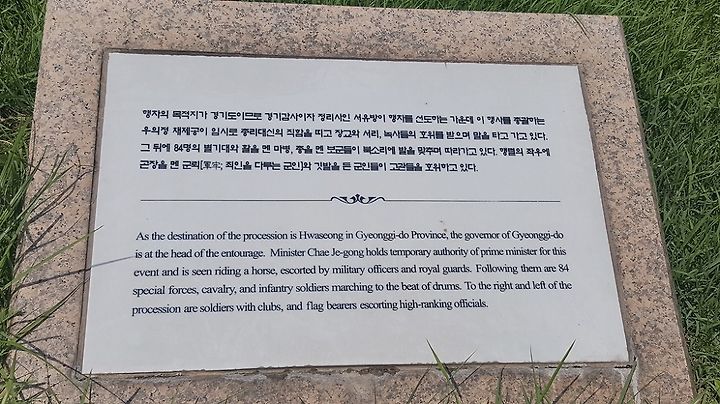 행차의 목적지가 경기도이므로 경기감사이자 정리사인 서유방이 행차를 선도하는 가운데 이 행사를 총괄하는
우의정 채제공이 임시로 총리대신의 직함을 띠고 장교와 서리, 녹사들의 호위를 받으며 말을 타고 가고 있다.
그 뒤에 84명의 별기대와 활을 멘 마병, 총을 멘 보군들이 북소리에 발을 맞추며 따라가고 있다. 행렬의 좌우에
곤장을 멘 군뢰[軍牢; 죄인을 다루는 군인]와 깃발을 든 군인들이 고관들을 호위하고 있다.
As the destination of the procession is Hwaseong in Gyeonggi-do Province, the governor of Gyeonggi-do
is at the head of the entourage. Minister Chae Je-gong holds temporary authority of prime minister for this
event and is seen riding a horse, escorted by military officers and royal guards. Following them are 84
special forces, cavalry, and infantry soldiers marching to the beat of drums. To the right and left of the
procession are soldiers with clubs, and flag bearers escorting high-ranking officials.